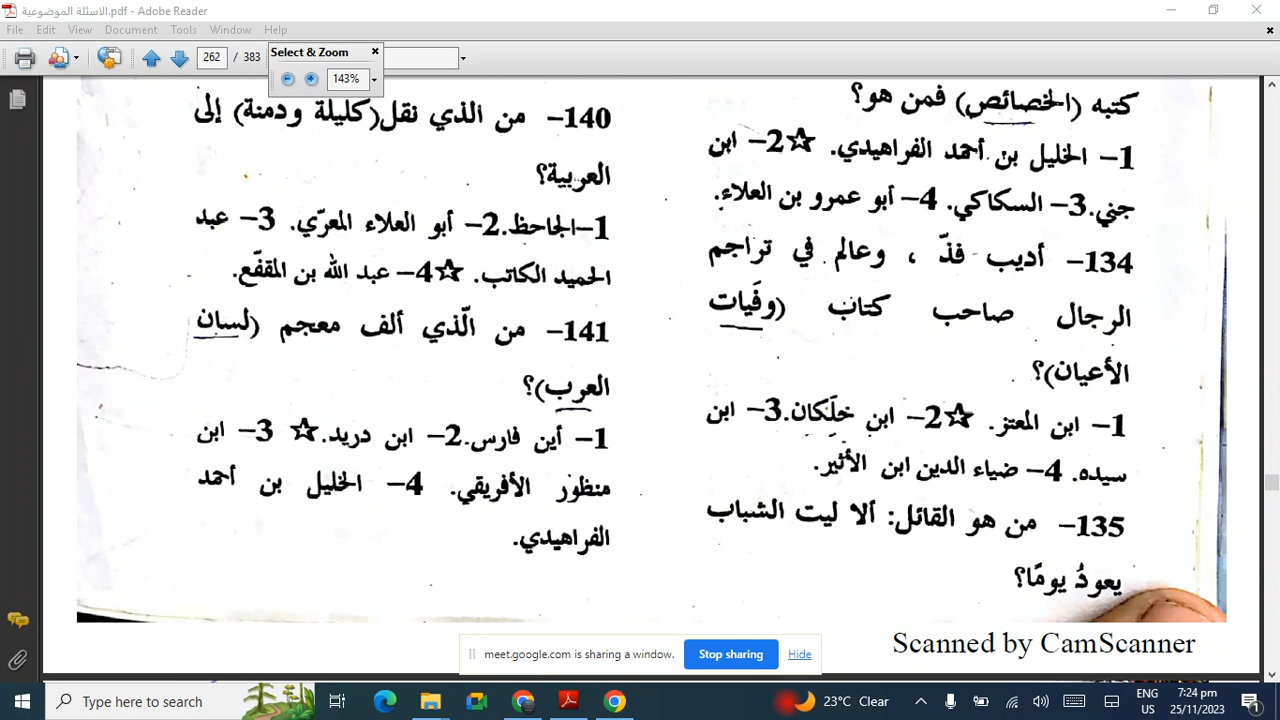 الاسئلة الموضوعية.pdf - Adobe Reader
File Edit View Document Tools Window Help
262 / 383
Select & Zoom
143%
كتبه (الخصائص) فمن هو؟
1- الخليل بن أحمد الفراهيدي. ☆2- ابن
جني. 3- السكاكي. 4- أبو عمرو بن العلاء.
134- أديب فذّ ، وعالم في تراجم
الرجال صاحب كتاب (وفَيات
الأعيان)؟
1- ابن المعتز. ☆2- ابن خلّكان. 3- ابن
سيده. 4- ضياء الدين ابن الأثير.
135- من هو القائل: ألا ليت الشباب
يعودُ يومًا؟
140- من الذي نقل(كليلة ودمنة) إلى
العربية؟
1-الجاحظ. 2- أبو العلاء المعرّي. 3- عبد
الحميد الكاتب. ☆4- عبد الله بن المقفّع.
141- من الّذي ألف معجم (لسان
العرب)؟
1- أين فارس. 2- ابن دريد. ☆ 3- ابن
منظور الأفريقي. 4- الخليل بن أحمد
الفراهيدي.
Scanned by CamScanner
meet.google.com is sharing a window. Stop sharing Hide
Type here to search
23°C Clear
ENG
US
7:24 pm
25/11/2023
1